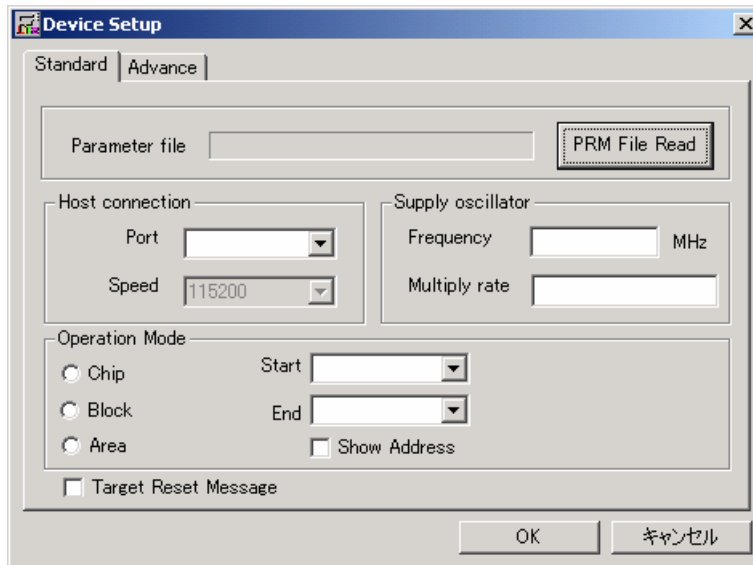 Device Setup
Standard Advance
Parameter file PRM File Read
Host connection
Port
Speed 115200
Supply oscillator
Frequency MHz
Multiply rate
Operation Mode
Chip
Block
Area
Start
End
Show Address
Target Reset Message
OK キャンセル